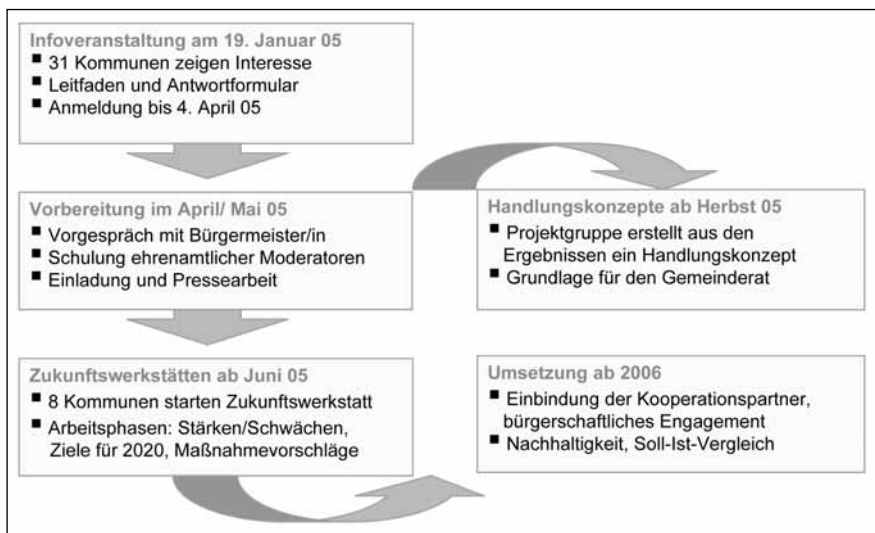 Infoveranstaltung am 19. Januar 05
▪ 31 Kommunen zeigen Interesse
▪ Leitfaden und Antwortformular
▪ Anmeldung bis 4. April 05
Vorbereitung im April/ Mai 05
▪ Vorgespräch mit Bürgermeister/in
▪ Schulung ehrenamtlicher Moderatoren
▪ Einladung und Pressearbeit
Zukunftswerkstätten ab Juni 05
▪ 8 Kommunen starten Zukunftswerkstatt
▪ Arbeitsphasen: Stärken/Schwächen,
Ziele für 2020, Maßnahmevorschläge
Handlungskonzepte ab Herbst 05
▪ Projektgruppe erstellt aus den
Ergebnissen ein Handlungskonzept
▪ Grundlage für den Gemeinderat
Umsetzung ab 2006
▪ Einbindung der Kooperationspartner,
bürgerschaftliches Engagement
▪ Nachhaltigkeit, Soll-Ist-Vergleich